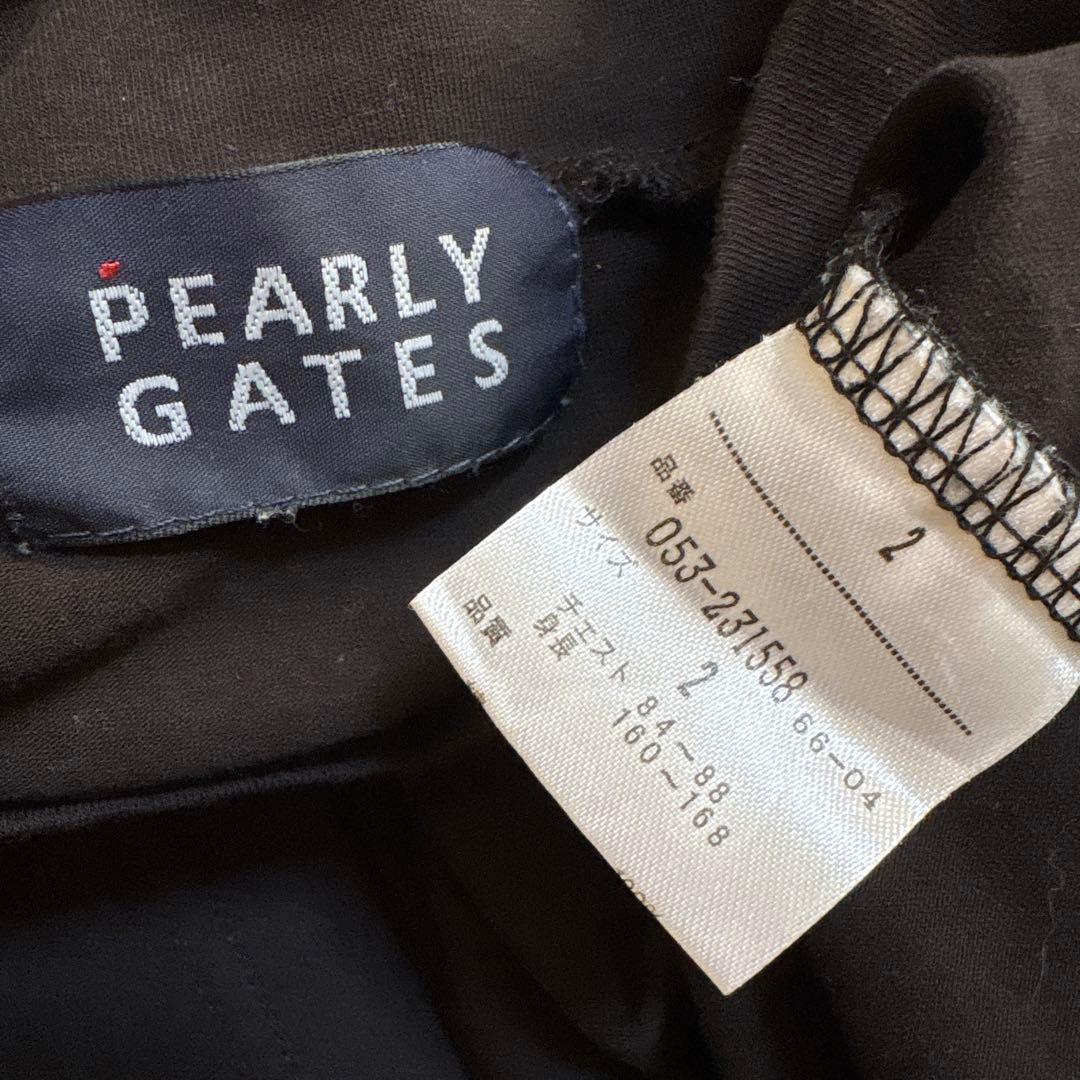 PEARLY
GATES
2
品番 053-231558 66-04
サイズ 2
チェスト 84~88
身長 160~168
品質